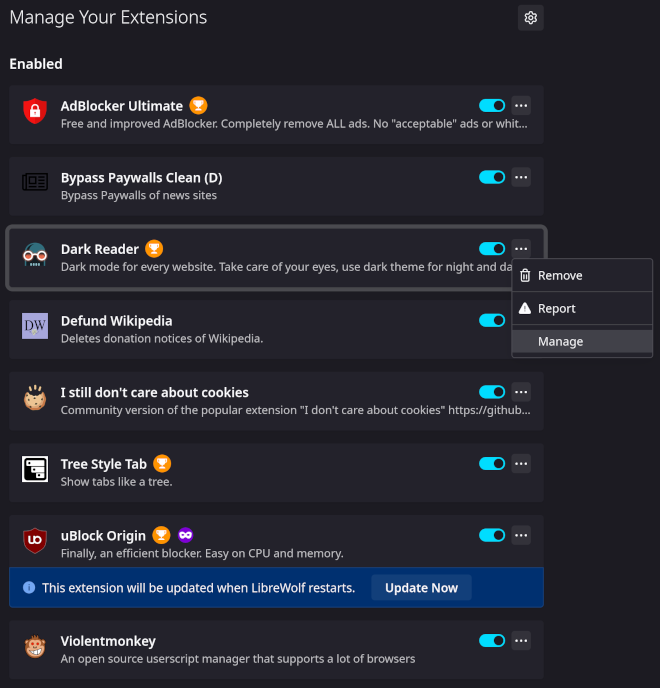 Manage Your Extensions
Enabled
AdBlocker Ultimate
Free and improved AdBlocker. Completely remove ALL ads. No "acceptable" ads or whit...
Bypass Paywalls Clean (D)
Bypass Paywalls of news sites
Dark Reader
Dark mode for every website. Take care of your eyes, use dark theme for night and da
Remove
Report
Manage
DW
Defund Wikipedia
Deletes donation notices of Wikipedia.
I still don't care about cookies
Community version of the popular extension "I don't care about cookies" https://github...
Tree Style Tab
Show tabs like a tree.
uBlock Origin
Finally, an efficient blocker. Easy on CPU and memory.
This extension will be updated when LibreWolf restarts. Update Now
Violentmonkey
An open source userscript manager that supports a lot of browsers